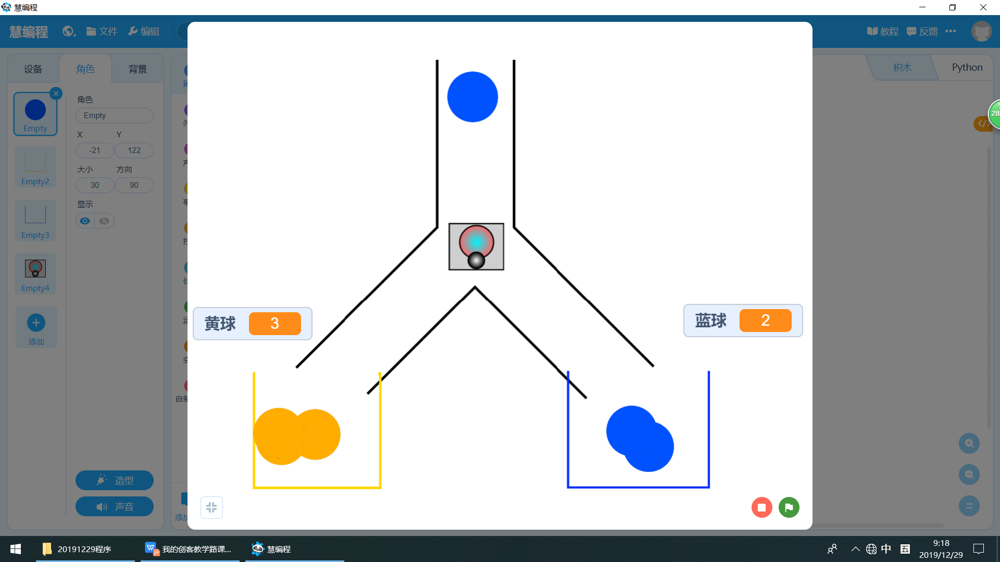 慧编程
慧编程
文件
编辑
教程
反馈
设备
角色
背景
积木
Python
角色
Empty
X
Y
-21
122
大小
方向
30
90
显示
Empty
Empty2
Empty3
Empty4
添加
造型
声音
自制
添加
黄球 3
蓝球 2
28
20191229程序
我的创客教学路课...
慧编程
中
五
9:18
2019/12/29